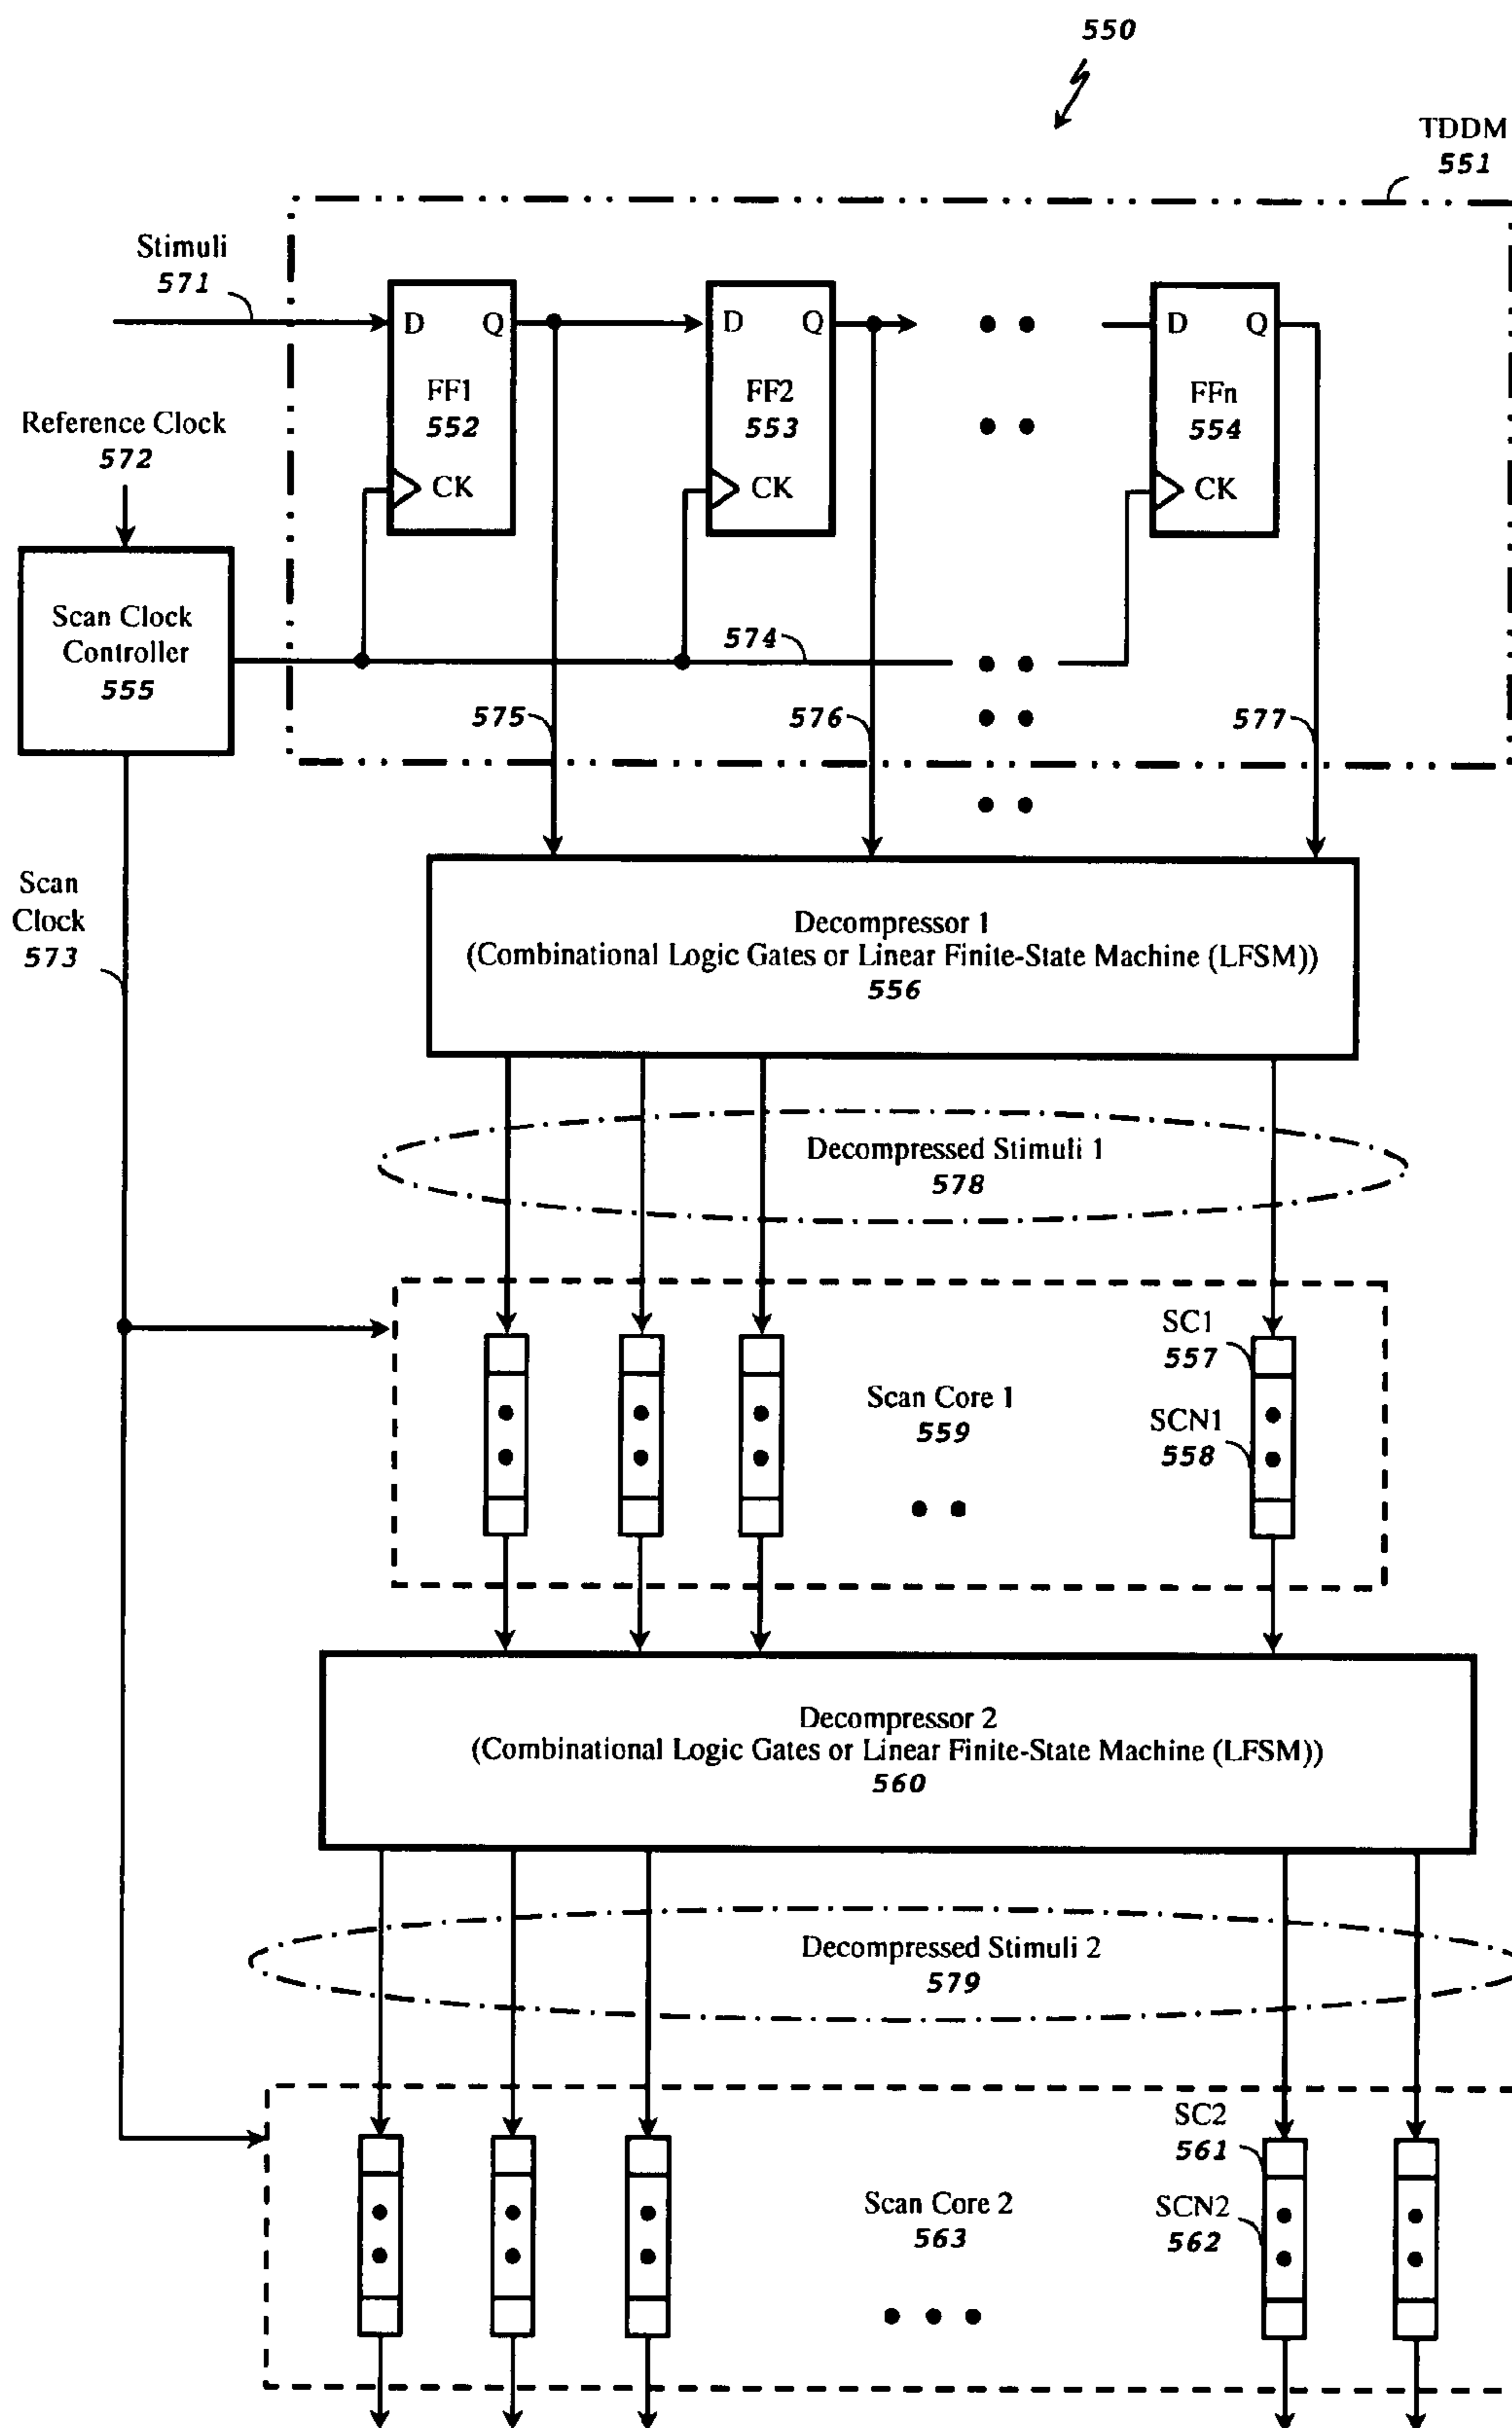 550
TDDM
551
Stimuli
571
D Q
FF1
552
CK
D Q
FF2
553
CK
D Q
FFn
554
CK
Reference Clock
572
Scan Clock
Controller
555
574
575
576
577
Scan
Clock
573
Decompressor 1
(Combinational Logic Gates or Linear Finite-State Machine (LFSM))
556
Decompressed Stimuli 1
578
SC1
557
Scan Core 1
559
SCN1
558
Decompressor 2
(Combinational Logic Gates or Linear Finite-State Machine (LFSM))
560
Decompressed Stimuli 2
579
SC2
561
Scan Core 2
563
SCN2
562